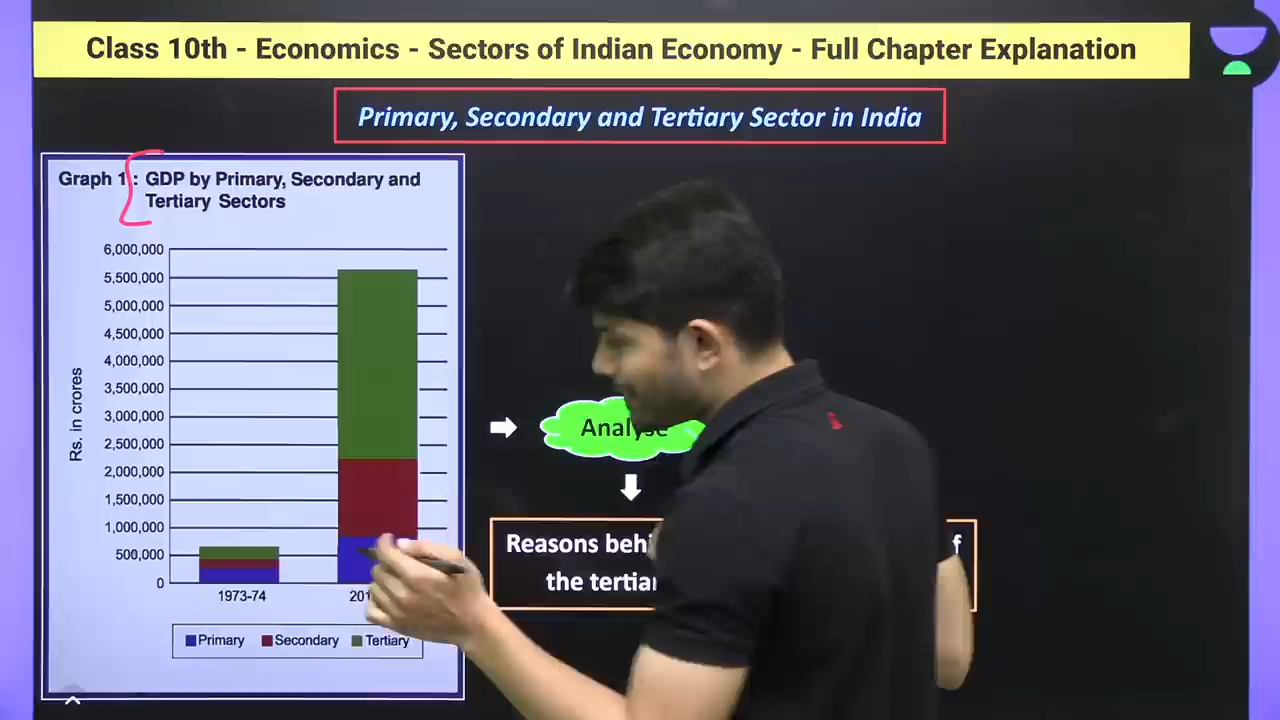 Class 10th - Economics - Sectors of Indian Economy - Full Chapter Explanation
Primary, Secondary and Tertiary Sector in India
Graph 1 : GDP by Primary, Secondary and
Tertiary Sectors
6,000,000
5,500,000
5,000,000
4,500,000
4,000,000
3,500,000
3,000,000
2,500,000
2,000,000
1,500,000
1,000,000
500,000
0
Rs. in crores
1973-74
Primary
Secondary
Tertiary
Analyse
Reasons
the